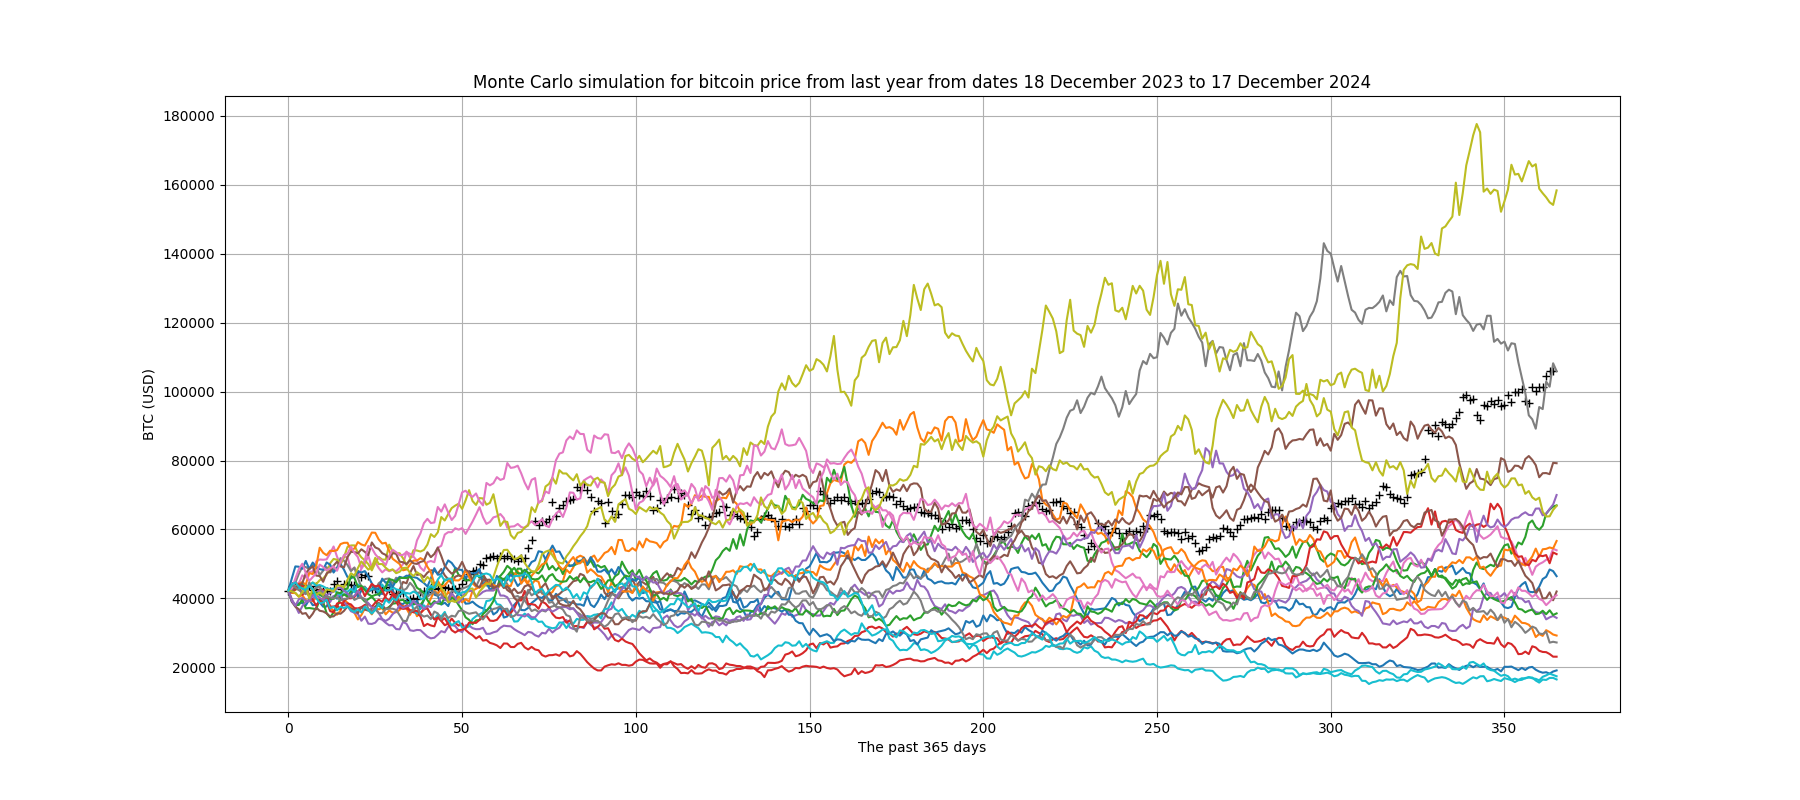 Monte Carlo simulation for bitcoin price from last year from dates 18 December 2023 to 17 December 2024
180000
160000
140000
120000
100000
80000
60000
40000
20000
BTC (USD)
0 50 100 150 200 250 300 350
The past 365 days